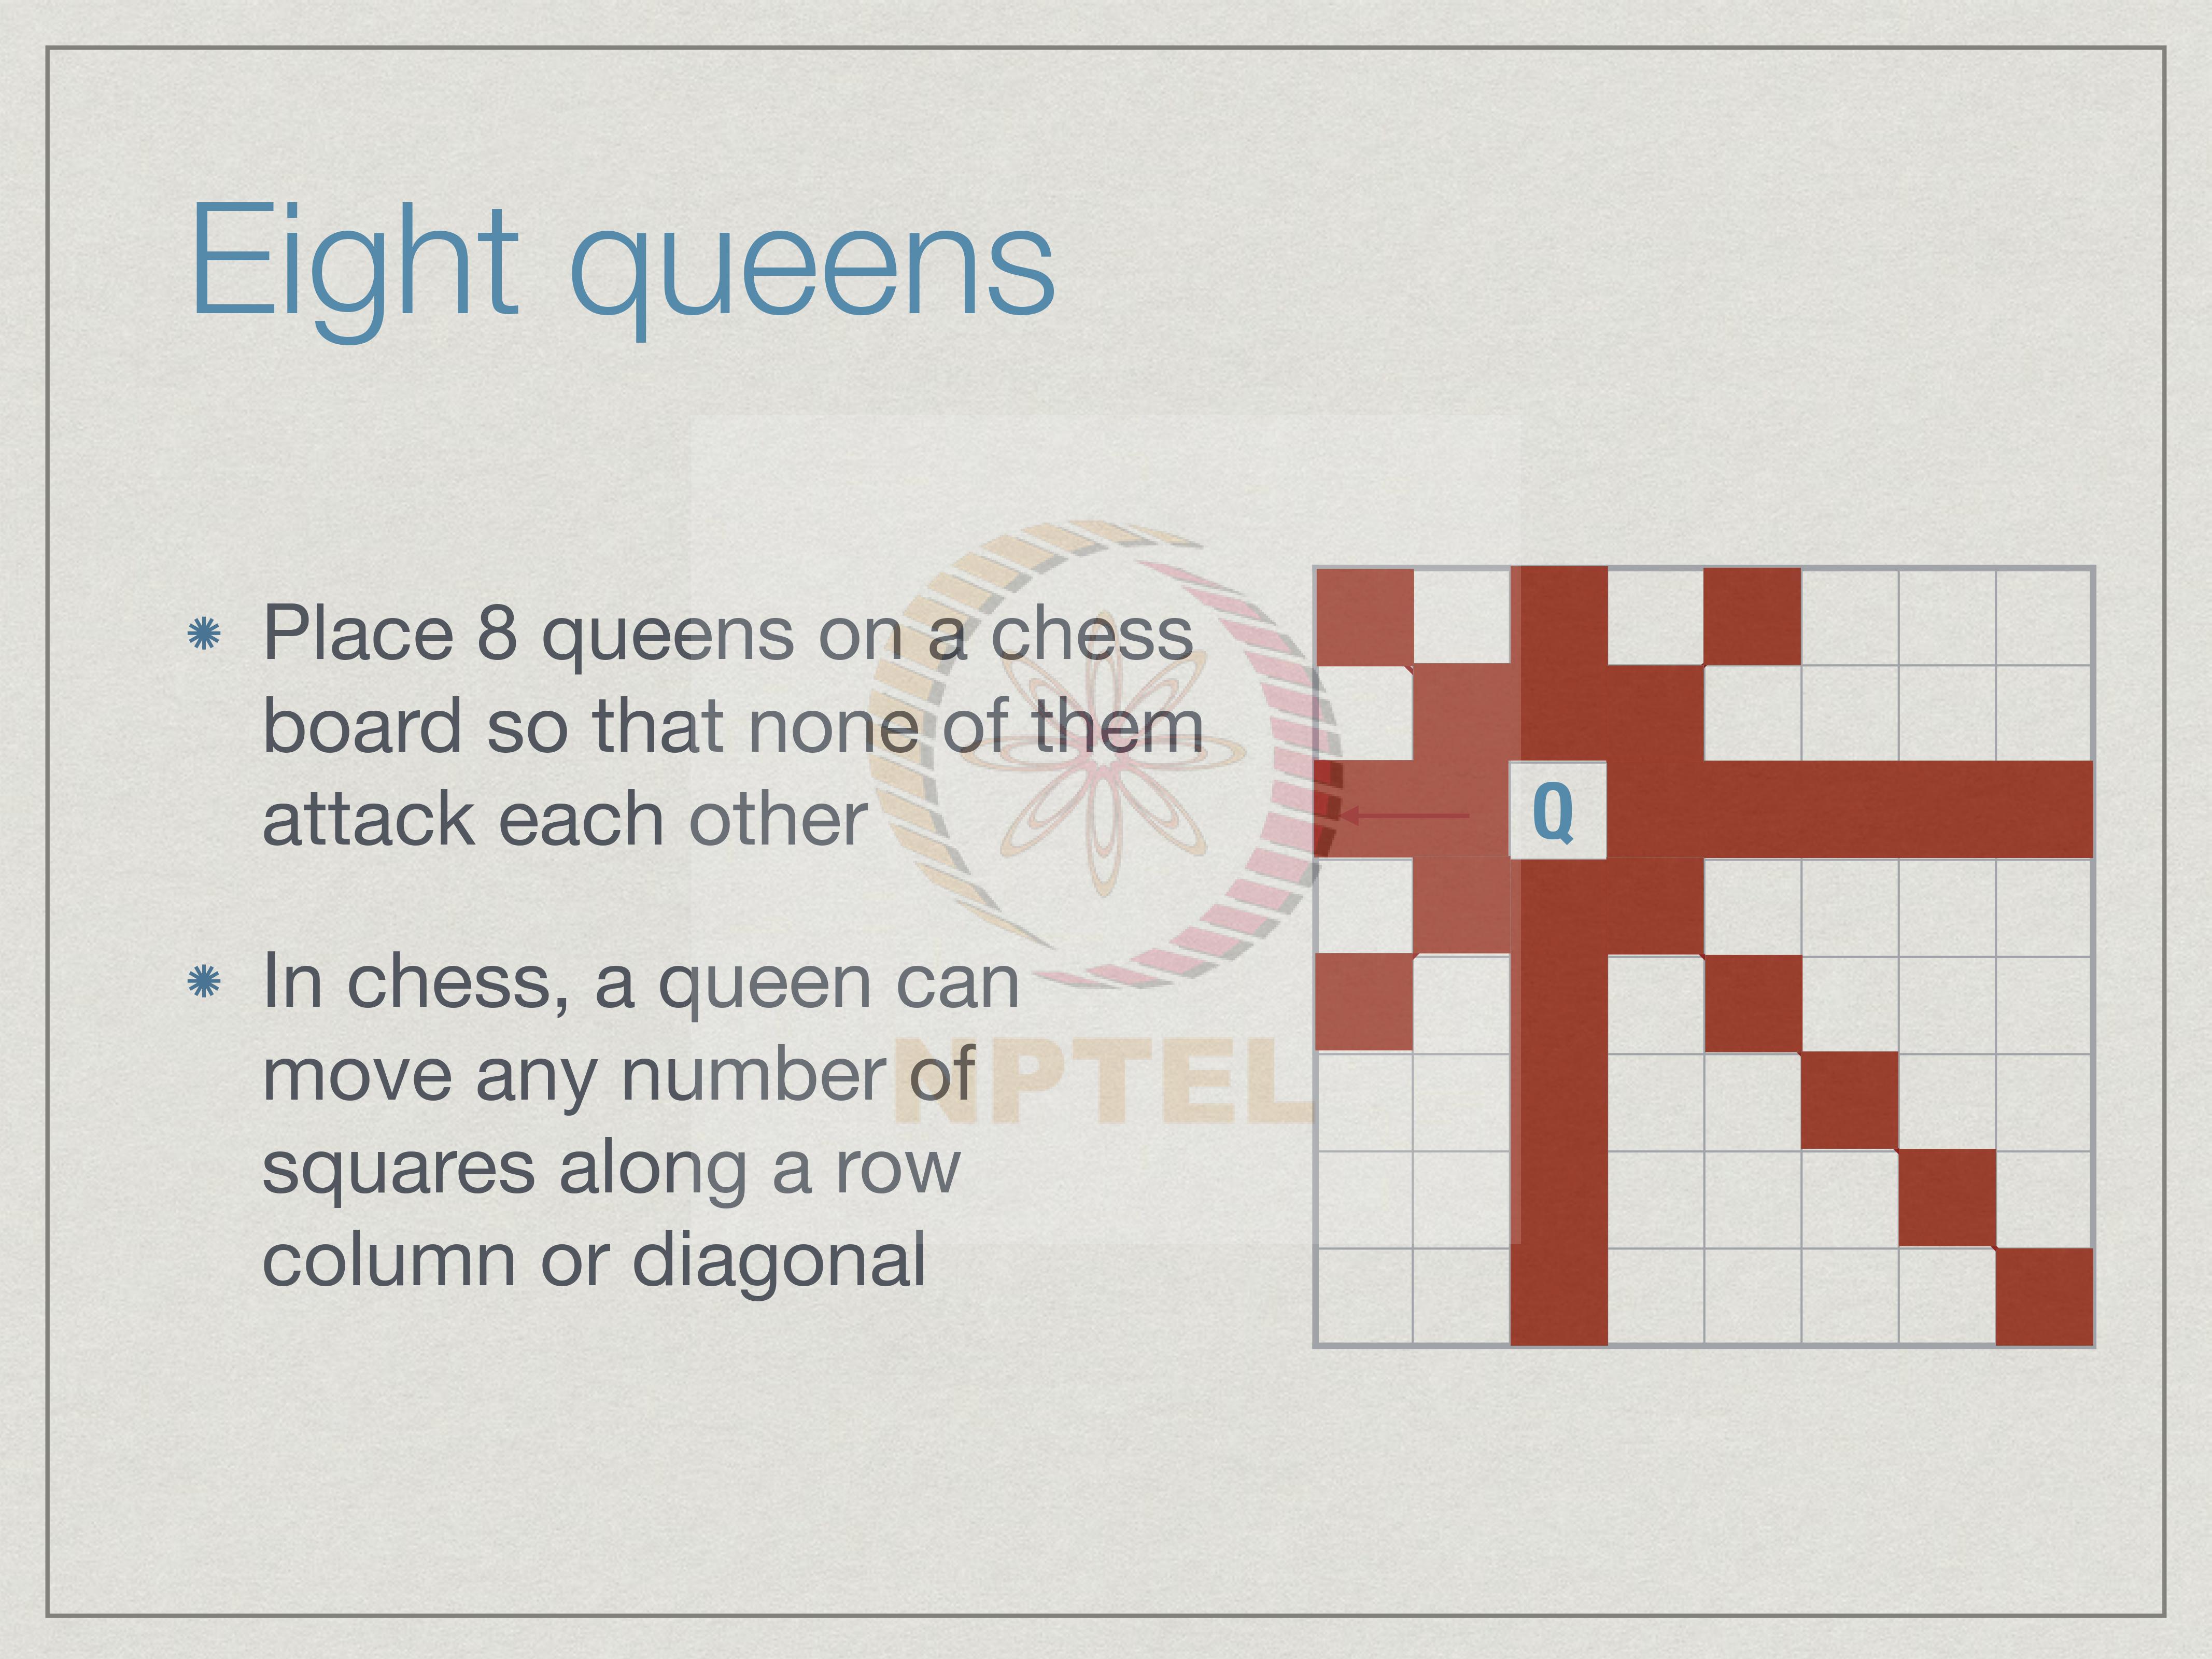 Eight queens
Place 8 queens on a chess
board so that none of them
attack each other
In chess, a queen can
move any number of
squares along a row
column or diagonal
Q
NPTEL